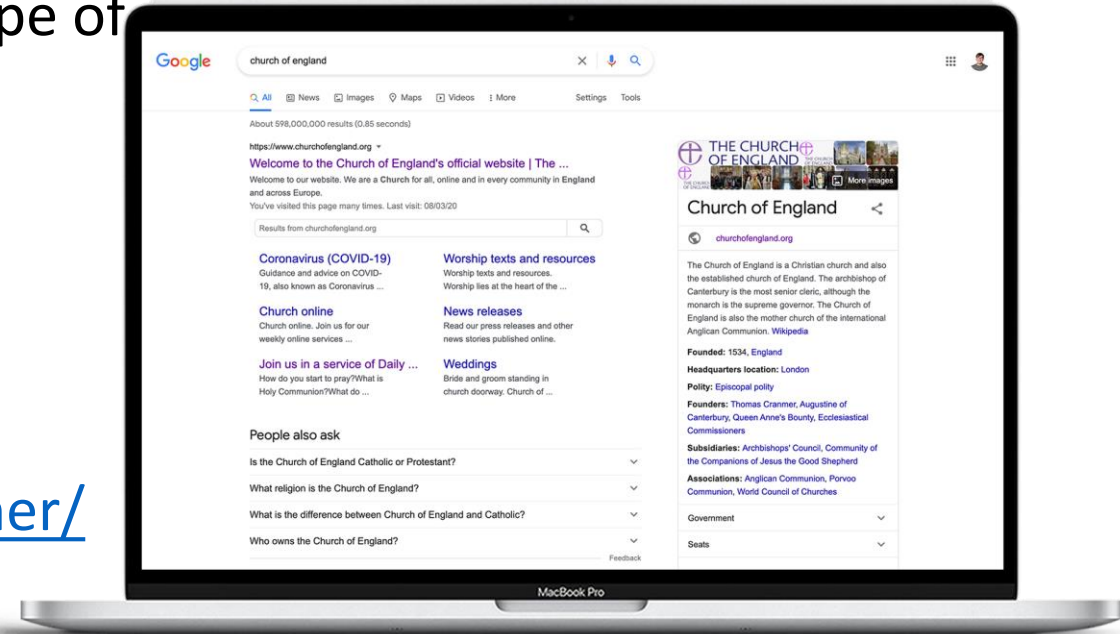 pe of
Google
church of england
All News Images Maps Videos More Settings Tools
About 598,000,000 results (0.85 seconds)
https://www.churchofengland.org
Welcome to the Church of England's official website | The ...
Welcome to our website. We are a Church for all, online and in every community in England
and across Europe.
You've visited this page many times. Last visit: 08/03/20
Results from churchofengland.org
Coronavirus (COVID-19)
Guidance and advice on COVID-
19, also known as Coronavirus ...
Worship texts and resources
Worship texts and resources.
Worship lies at the heart of the ...
Church online
Church online. Join us for our
weekly online services ...
News releases
Read our press releases and other
news stories published online.
Join us in a service of Daily ...
How do you start to pray?What is
Holy Communion?What do ...
Weddings
Bride and groom standing in
church doorway. Church of ...
People also ask
Is the Church of England Catholic or Protestant?
What religion is the Church of England?
What is the difference between Church of England and Catholic?
Who owns the Church of England?
Feedback
THE CHURCH
OF ENGLAND
More images
Church of England
churchofengland.org
The Church of England is a Christian church and also
the established church of England. The archbishop of
Canterbury is the most senior cleric, although the
monarch is the supreme governor. The Church of
England is also the mother church of the international
Anglican Communion. Wikipedia
Founded: 1534, England
Headquarters location: London
Polity: Episcopal polity
Founders: Thomas Cranmer, Augustine of
Canterbury, Queen Anne's Bounty, Ecclesiastical
Commissioners
Subsidiaries: Archbishops' Council, Community of
the Companions of Jesus the Good Shepherd
Associations: Anglican Communion, Porvoo
Communion, World Council of Churches
Government
Seats
ner/
MacBook Pro